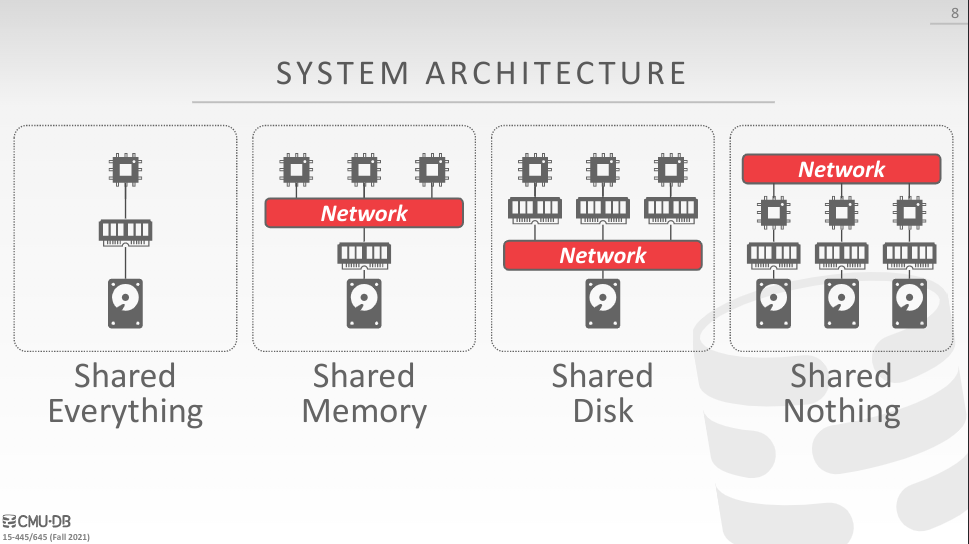 8
SYSTEM ARCHITECTURE
Network
Shared
Everything
Network
Shared
Memory
Network
Shared
Disk
Network
Shared
Nothing
CMU·DB
15-445/645 (Fall 2021)